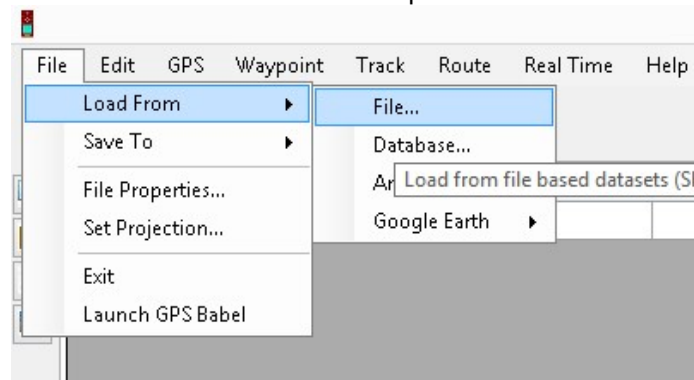 File Edit GPS Waypoint Track Route Real Time Help
Load From
Save To
File Properties...
Set Projection...
Exit
Launch GPS Babel
File...
Database...
Load from file based datasets
Google Earth